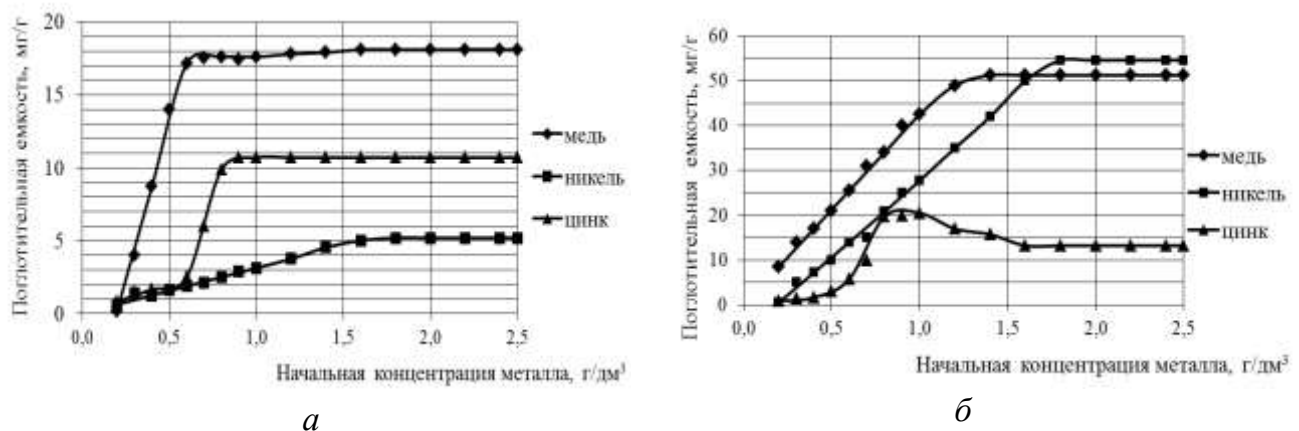 Поглотительная емкость, мг/г
20
15
10
5
0
0,0 0,5 1,0 1,5 2,0 2,5
Начальная концентрация металла, г/дм³
медь
никель
цинк
а
Поглотительная емкость, мг/г
60
50
40
30
20
10
0
0,0 0,5 1,0 1,5 2,0 2,5
Начальная концентрация металла, г/дм³
медь
никель
цинк
б